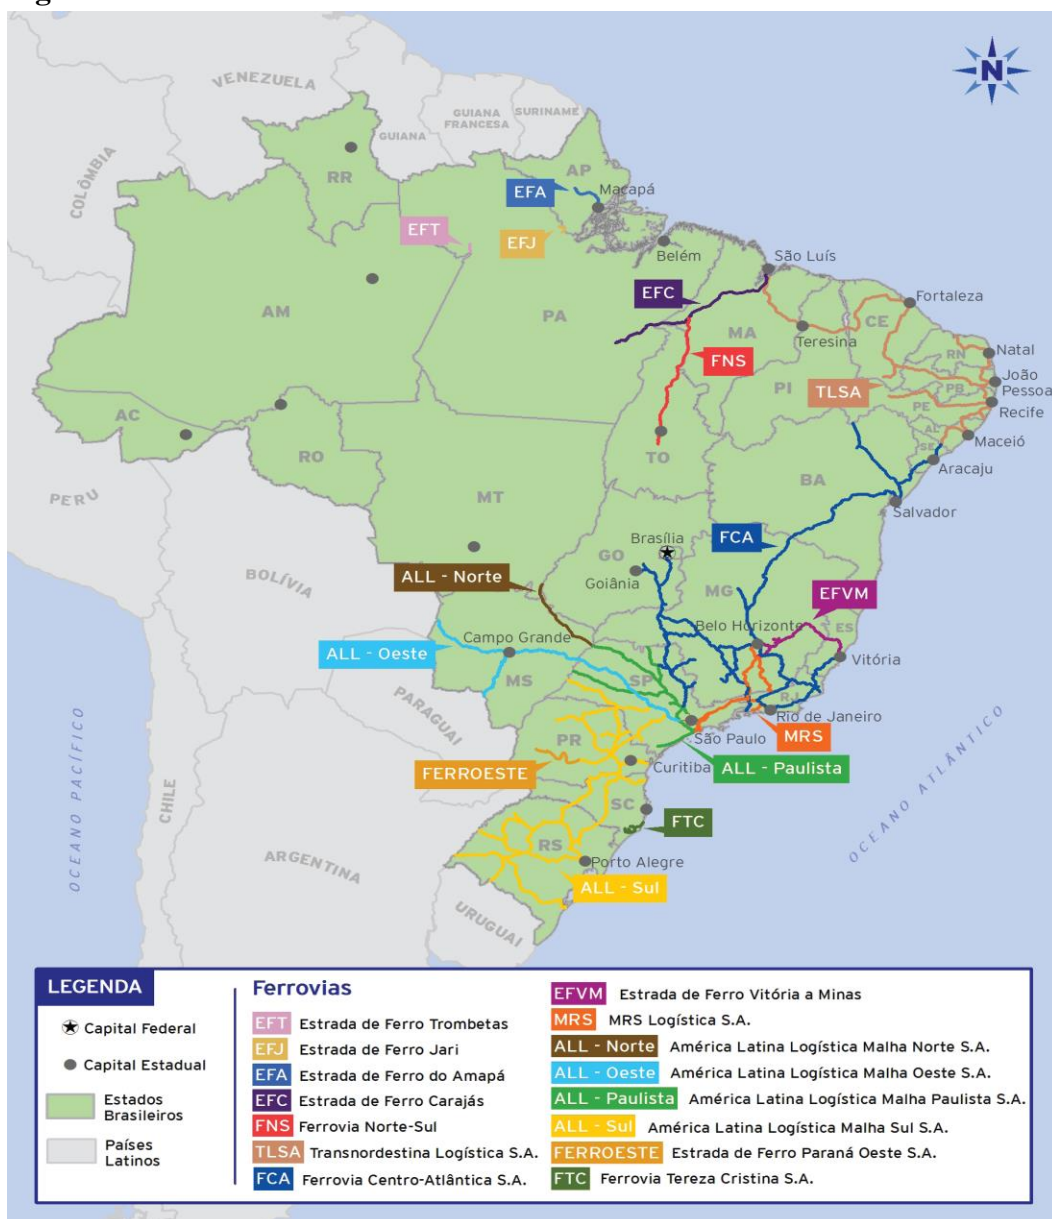 VENEZUELA
COLÔMBIA
GUIANA
GUIANA
FRANCESA
SURINAME
RR
AP
EFA
Macapá
EFT
EFJ
Belém
São Luís
N
EFC
Fortaleza
AM
PA
MA
CE
Teresina
FNS
RN
Natal
João
Pessoa
PB
PI
TLSA
PE
Recife
AC
AL
Maceió
SE
Aracaju
RO
TO
BA
MT
Salvador
PERU
Brasília
FCA
GO
Goiânia
ALL - Norte
BOLÍVIA
MG
EFVM
Belo Horizonte
ES
Campo Grande
ALL - Oeste
Vitória
MS
SP
RJ
Rio de Janeiro
PARAGUAI
São Paulo
MRS
PR
FERROESTE
Curitiba
ALL - Paulista
OCEANO PACÍFICO
CHILE
OCEANO ATLÂNTICO
SC
FTC
RS
ARGENTINA
Porto Alegre
ALL - Sul
URUGUAI
LEGENDA
Capital Federal
Capital Estadual
Estados
Brasileiros
Países
Latinos
Ferrovias
EFT Estrada de Ferro Trombetas
EFJ Estrada de Ferro Jari
EFA Estrada de Ferro do Amapá
EFC Estrada de Ferro Carajás
FNS Ferrovia Norte-Sul
TLSA Transnordestina Logística S.A.
FCA Ferrovia Centro-Atlântica S.A.
EFVM Estrada de Ferro Vitória a Minas
MRS MRS Logística S.A.
ALL - Norte América Latina Logística Malha Norte S.A.
ALL - Oeste América Latina Logística Malha Oeste S.A.
ALL - Paulista América Latina Logística Malha Paulista S.A.
ALL - Sul América Latina Logística Malha Sul S.A.
FERROESTE Estrada de Ferro Paraná Oeste S.A.
FTC Ferrovia Tereza Cristina S.A.